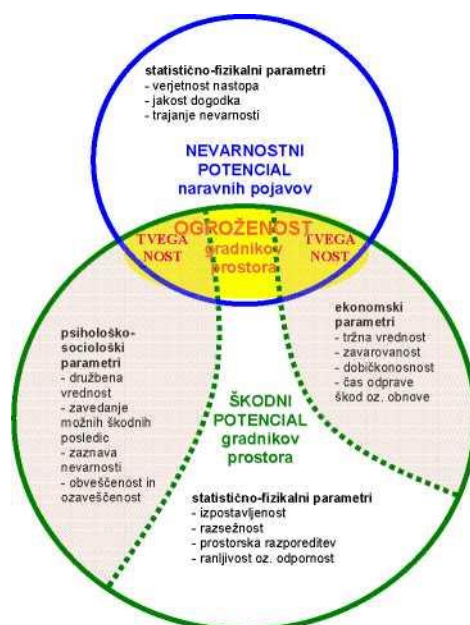 statistično-fizikalni parametri
- verjetnost nastopa
- jakost dogodka
- trajanje nevarnosti
NEVARNOSTNI
POTENCIAL
naravnih pojavov
OGROŽENOST
gradnikov
prostora
TVEGA
NOST
TVEGA
NOST
psihološko-
sociološki
parametri
- družbena
vrednost
- zavedanje
možnih škodnih
posledic
- zaznava
nevarnosti
- obveščenost in
ozaveščenost
ekonomski
parametri
- tržna vrednost
- zavarovanost
- dobičkonosnost
- čas odprave
škod oz. obnove
ŠKODNI
POTENCIAL
gradnikov
prostora
statistično-fizikalni parametri
- izpostavljenost
- razsežnost
- prostorska razporeditev
- ranljivost oz. odpornost